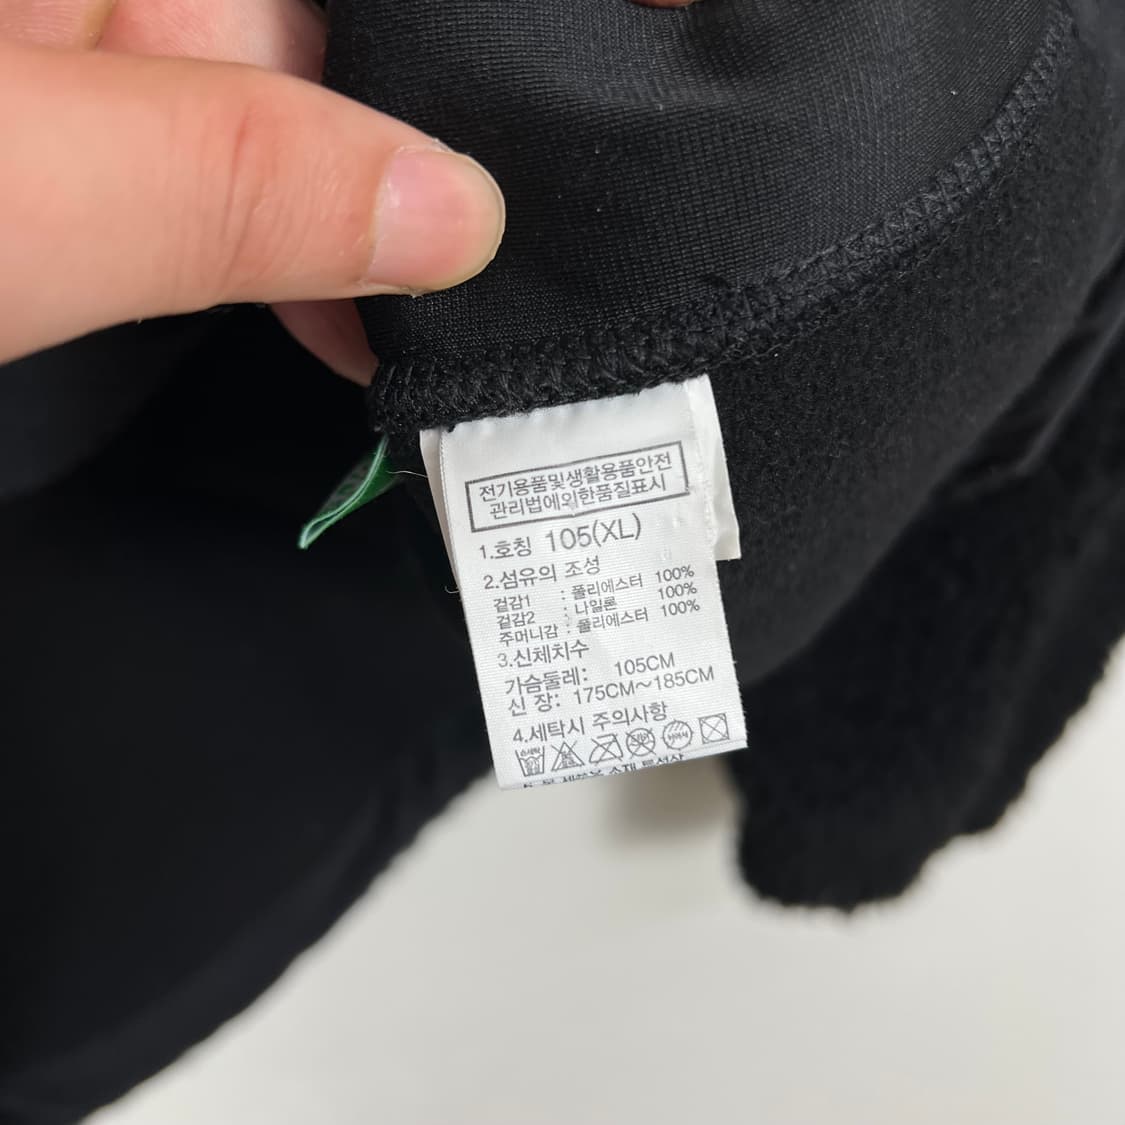 전기용품및생활용품안전
관리법에의한품질표시
1.호칭 105(XL)
2.섬유의 조성
겉감1 : 폴리에스터 100%
겉감2 : 나일론 100%
주머니감 : 폴리에스터 100%
3.신체치수
가슴둘레: 105CM
신 장: 175CM~185CM
4.세탁시 주의사항